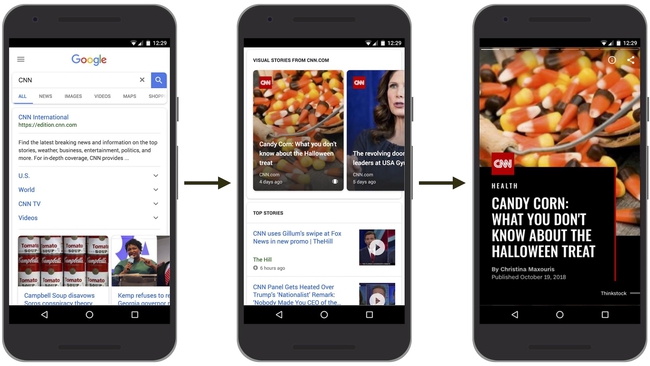 12:29
Google
CNN
ALL NEWS IMAGES VIDEOS MAPS
CNN International
https://edition.cnn.com
Find the latest breaking news and information on the top
stories, weather, business, entertainment, politics, and
more. For in-depth coverage, CNN provides ...
U.S.
World
CNN TV
Videos
Campbell Soup disavows
Soros conspiracy theory
Kemp refuses to re
Georgia governor
12:29
VISUAL STORIES FROM CNN.COM
CNN
Candy Corn: What you don't
know about the Halloween
treat
CNN.com
4 days ago
CNN
The revolving door
leaders at USA Gy
CNN.com
5 days ago
TOP STORIES
CNN uses Gillum's swipe at Fox
News in new promo | TheHill
The Hill
6 hours ago
CNN Panel Gets Heated Over
Trump's 'Nationalist' Remark:
'Nobody Made You CEO of the
12:29
CNN
HEALTH
CANDY CORN:
WHAT YOU DON'T
KNOW ABOUT THE
HALLOWEEN TREAT
By Christina Maxouris
Published October 19, 2018
Thinkstock